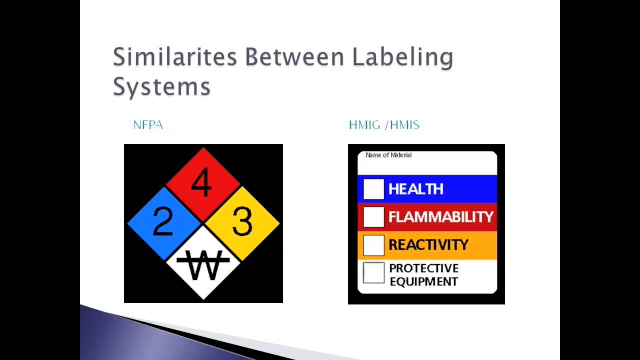 Similarites Between Labeling
Systems
NFPA
HMIG /HMIS
4
2
3
W
Name of Material
HEALTH
FLAMMABILITY
REACTIVITY
PROTECTIVE
EQUIPMENT